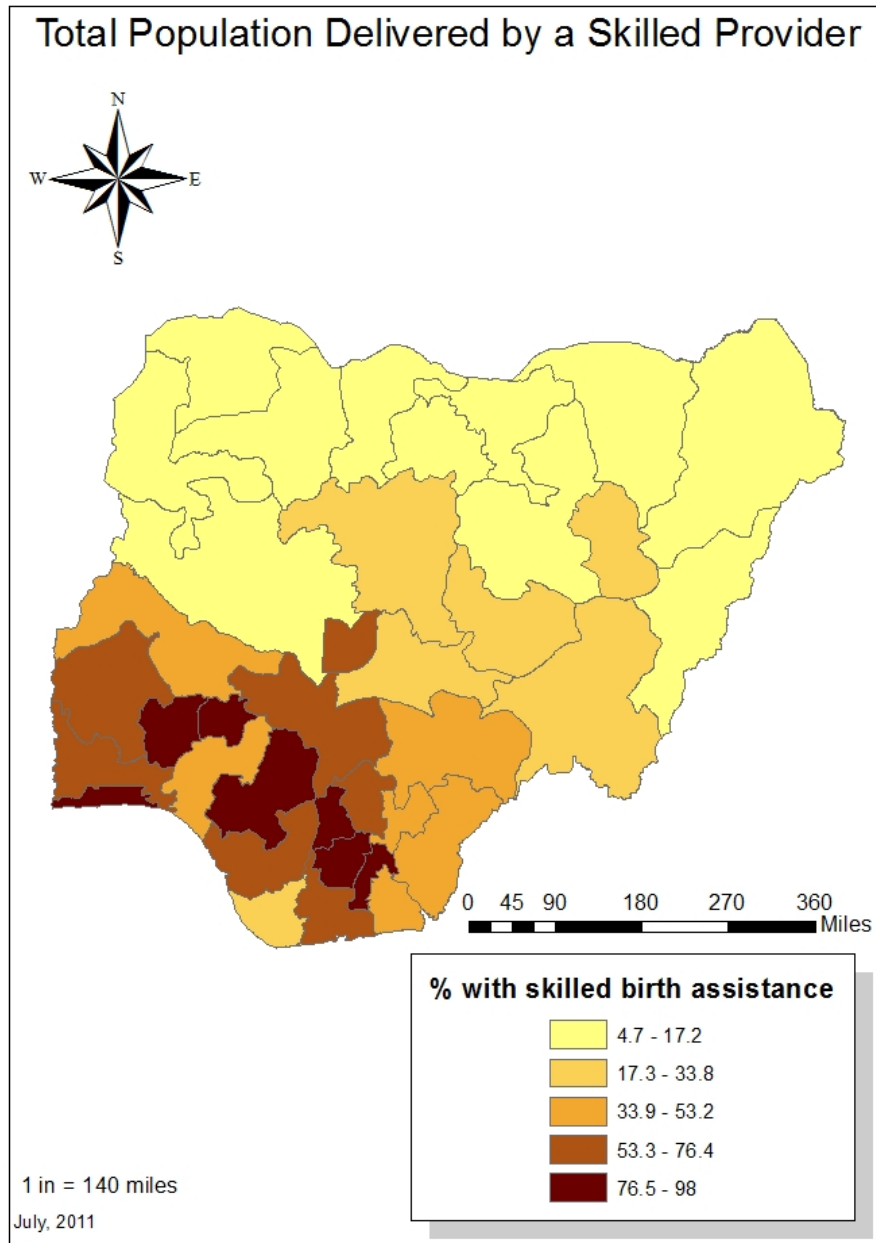 Total Population Delivered by a Skilled Provider
N
W E
S
0 45 90 180 270 360
Miles
% with skilled birth assistance
4.7 - 17.2
17.3 - 33.8
33.9 - 53.2
53.3 - 76.4
76.5 - 98
1 in = 140 miles
July, 2011